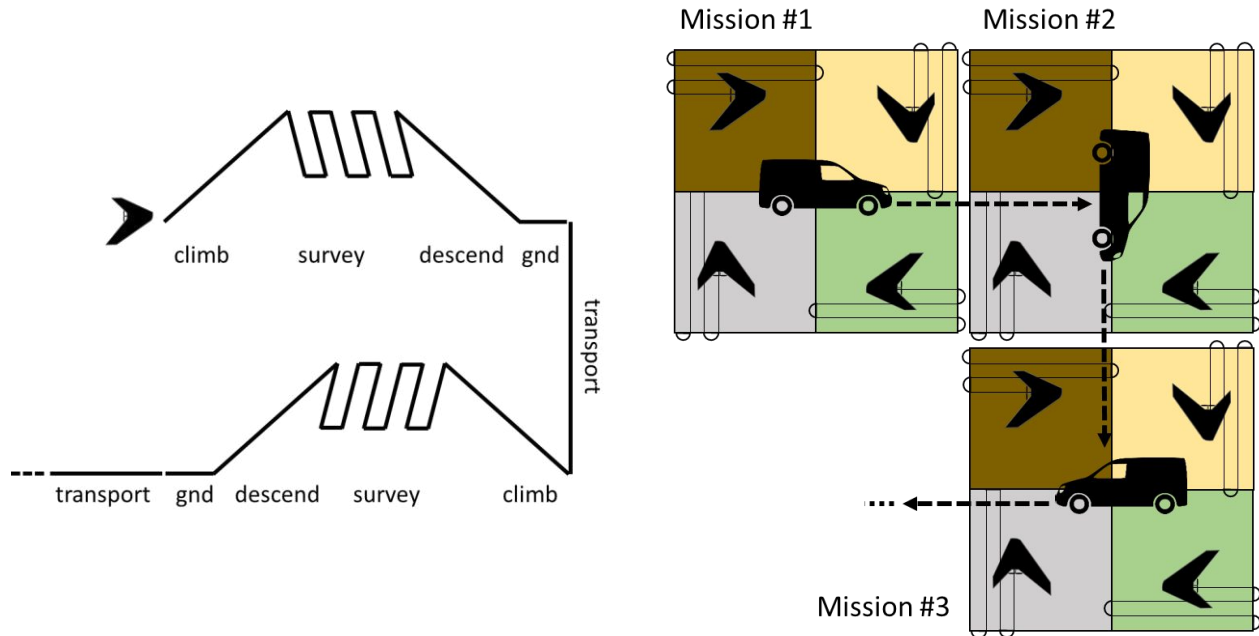 Mission #1
Mission #2
climb
survey
descend
gnd
transport
transport
gnd
descend
survey
climb
Mission #3